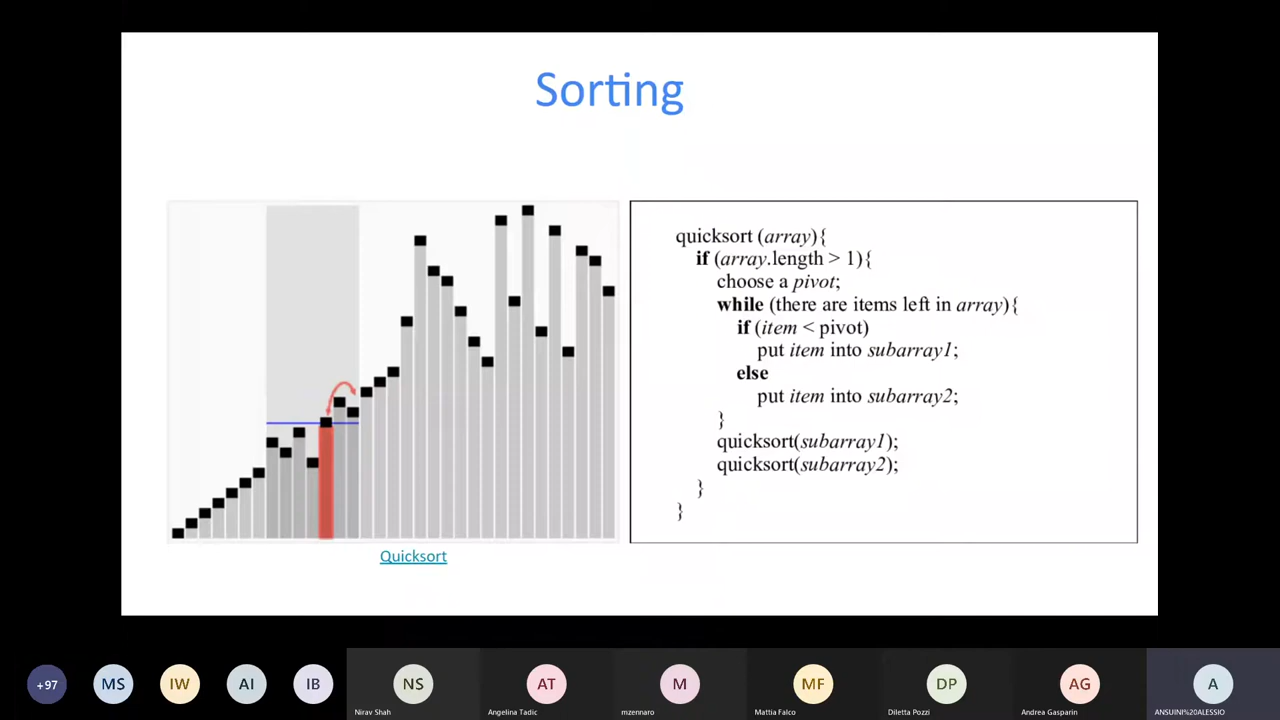 Sorting
quicksort (array){
if (array.length > 1){
choose a pivot;
while (there are items left in array){
if (item < pivot)
put item into subarray1;
else
put item into subarray2;
}
quicksort(subarray1);
quicksort(subarray2);
}
}
Quicksort
+97
MS
IW
AI
IB
NS
AT
M
MF
DP
AG
A
Nirav Shah
Angelina Tadic
mzennaro
Mattia Falco
Diletta Pozzi
Andrea Gasparin
ANSUINI%20ALESSIO